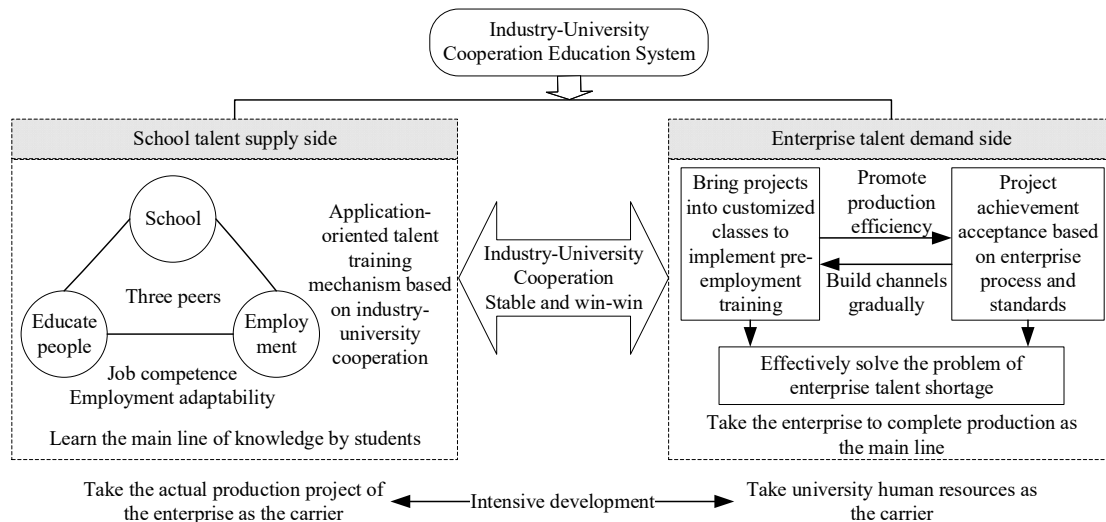 Industry-University
Cooperation Education System
School talent supply side
School
Three peers
Educate
people
Employ
ment
Job competence
Employment adaptability
Application-
oriented talent
training
mechanism based
on industry-
university
cooperation
Learn the main line of knowledge by students
Industry-University
Cooperation
Stable and win-win
Enterprise talent demand side
Bring projects
into customized
classes to
implement pre-
employment
training
Promote
production
efficiency
Build channels
gradually
Project
achievement
acceptance based
on enterprise
process and
standards
Effectively solve the problem of
enterprise talent shortage
Take the enterprise to complete production as
the main line
Take the actual production project of
the enterprise as the carrier
Intensive development
Take university human resources as
the carrier